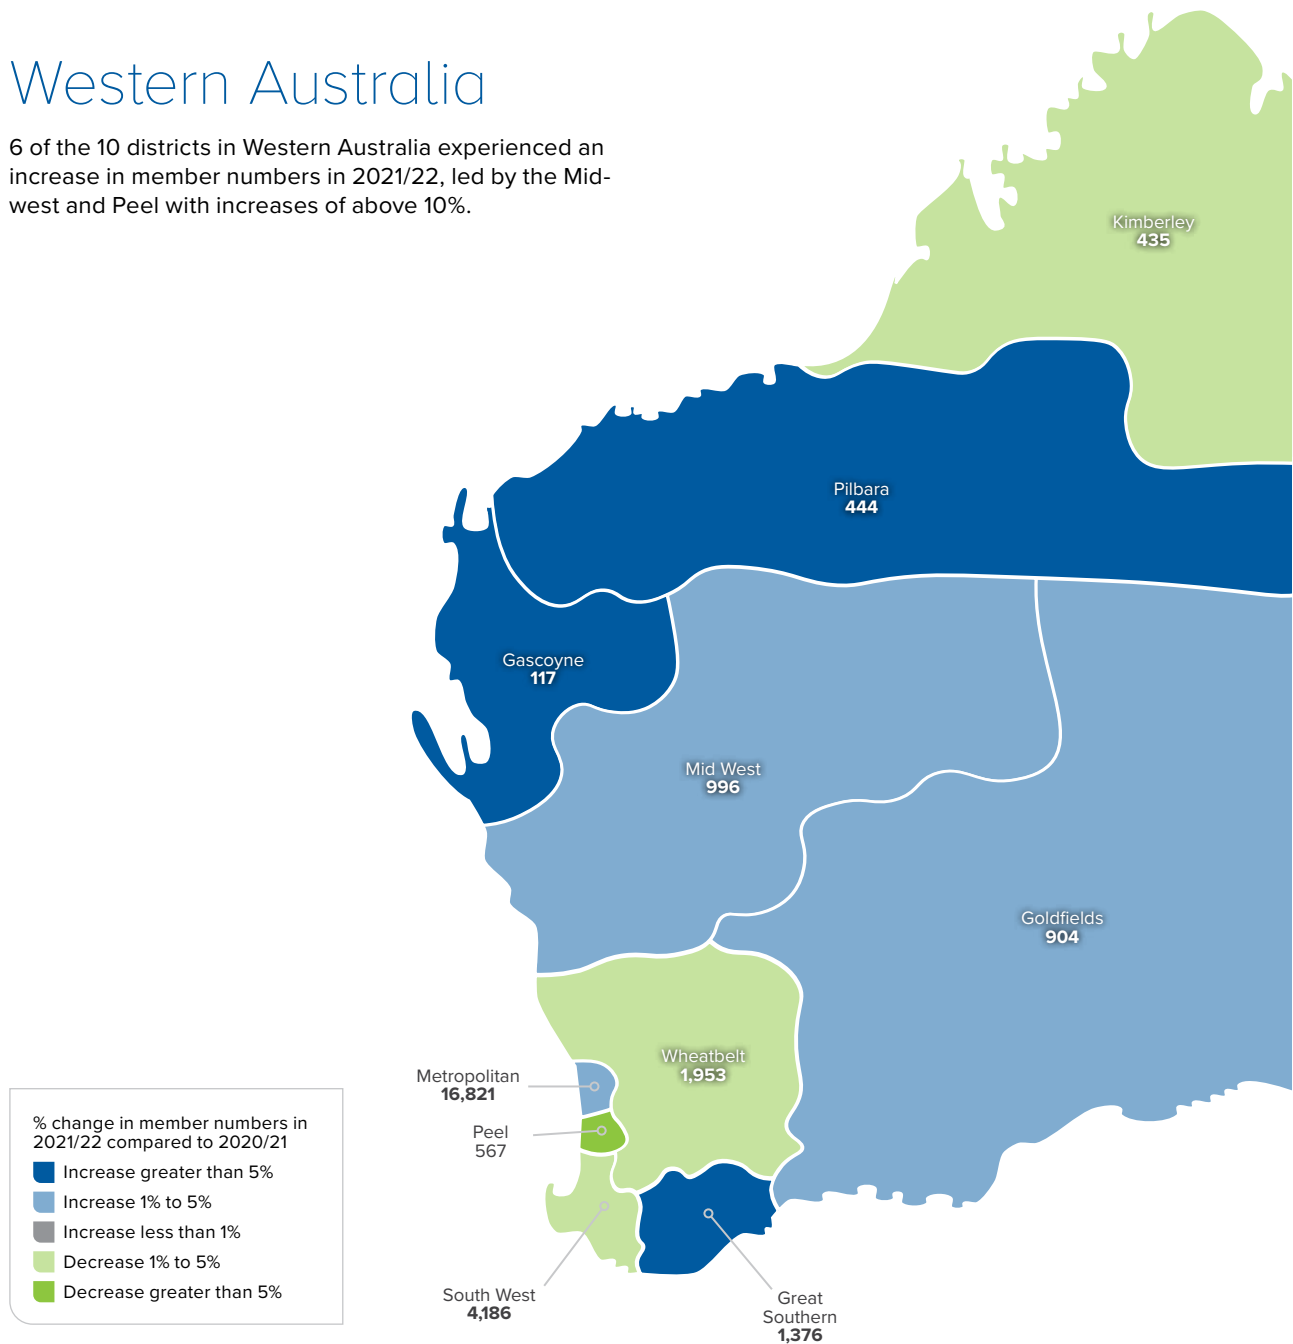 Western Australia
6 of the 10 districts in Western Australia experienced an
increase in member numbers in 2021/22, led by the Mid-
west and Peel with increases of above 10%.
Kimberley
435
Pilbara
444
Gascoyne
117
Mid West
996
Goldfields
904
Wheatbelt
1,953
Metropolitan
16,821
Peel
567
South West
4,186
Great
Southern
1,376
% change in member numbers in
2021/22 compared to 2020/21
Increase greater than 5%
Increase 1% to 5%
Increase less than 1%
Decrease 1% to 5%
Decrease greater than 5%